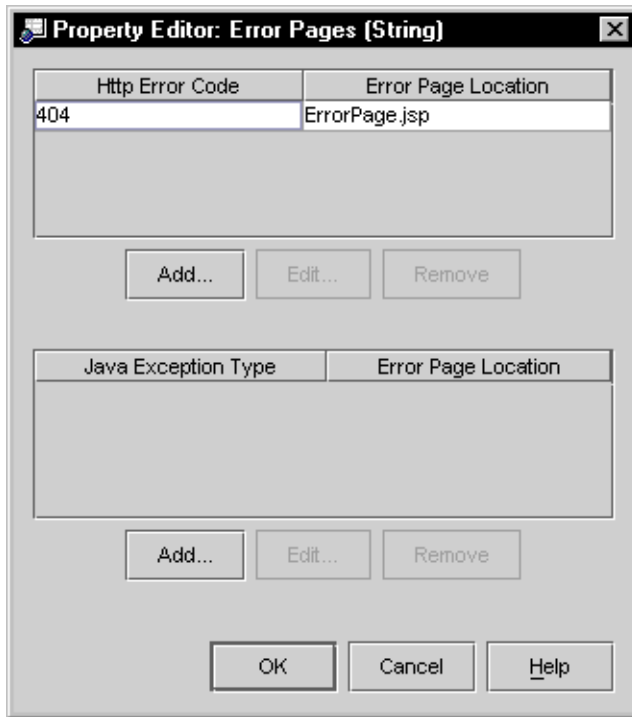 Property Editor: Error Pages (String)
Http Error Code Error Page Location
404 ErrorPage.jsp
Add... Edit... Remove
Java Exception Type Error Page Location
Add... Edit... Remove
OK Cancel Help